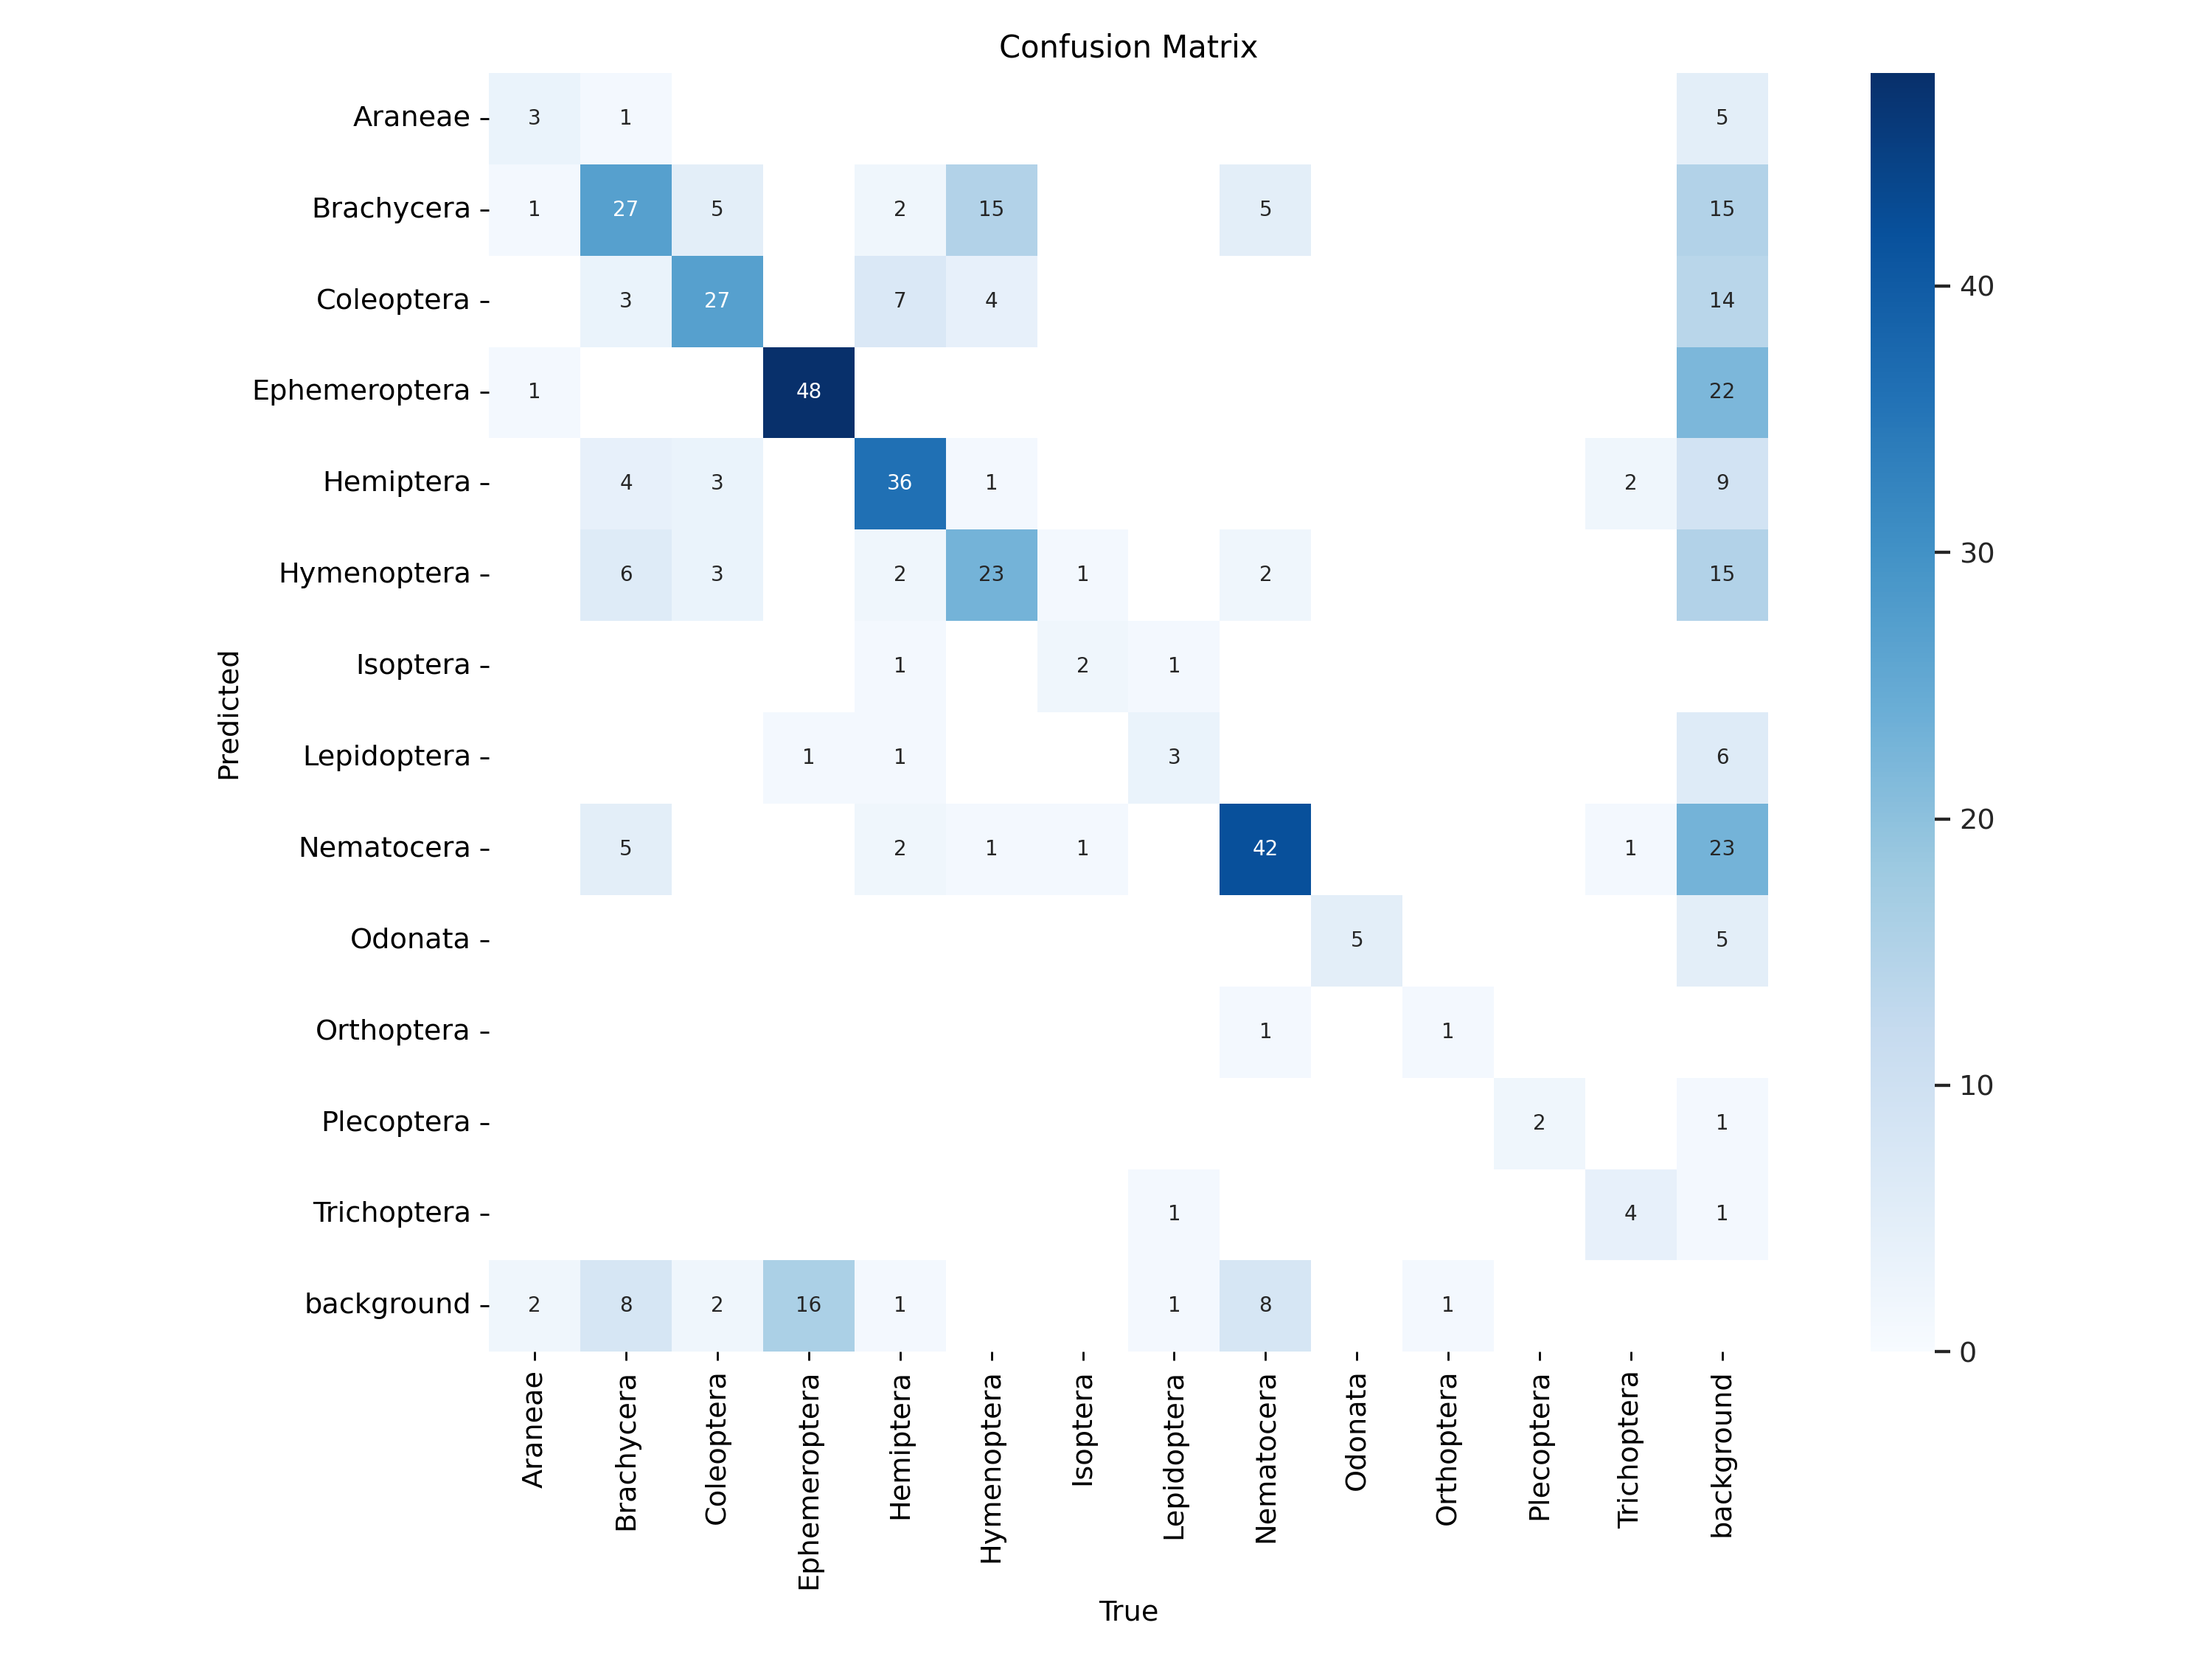 Confusion Matrix
Araneae 3 1 5
Brachycera 1 27 5 2 15 5 15
Coleoptera 3 27 7 4 14
40
Ephemeroptera 1 48 22
Hemiptera 4 3 36 1 2 9
30
Hymenoptera 6 3 2 23 1 2 15
Isoptera 1 2 1
Predicted
Lepidoptera 1 1 3 6
20
Nematocera 5 2 1 1 42 1 23
Odonata 5 5
Orthoptera 1 1
10
Plecoptera 2 1
Trichoptera 1 4 1
background 2 8 2 16 1 1 8 1
0
Araneae Brachycera Coleoptera Ephemeroptera Hemiptera Hymenoptera Isoptera Lepidoptera Nematocera Odonata Orthoptera Plecoptera Trichoptera background
True